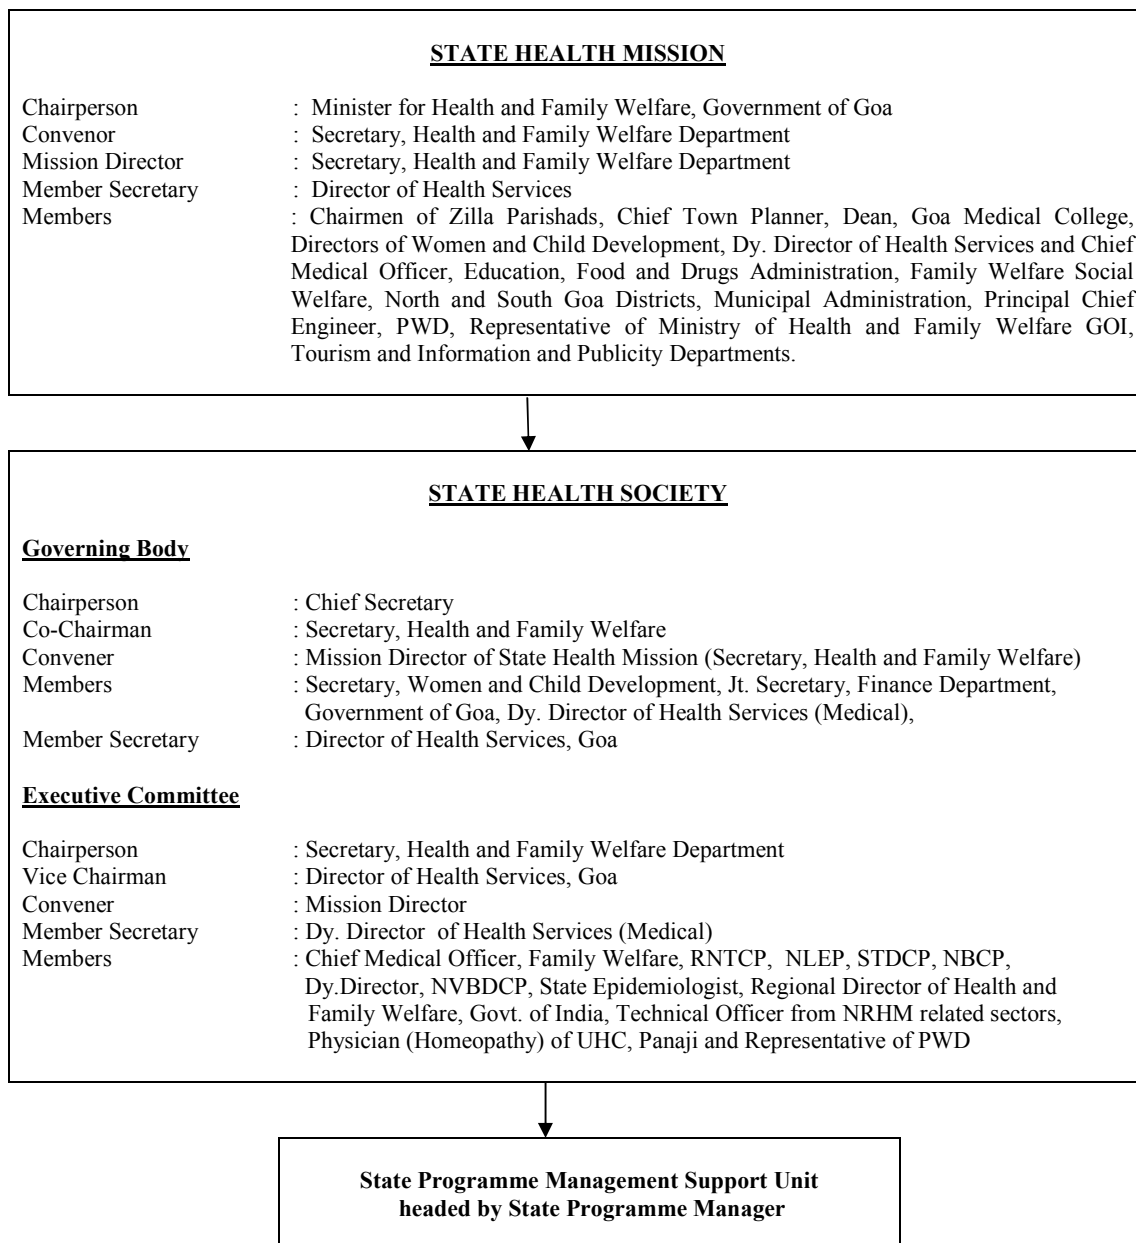 STATE HEALTH MISSION
Chairperson : Minister for Health and Family Welfare, Government of Goa
Convenor : Secretary, Health and Family Welfare Department
Mission Director : Secretary, Health and Family Welfare Department
Member Secretary : Director of Health Services
Members : Chairmen of Zilla Parishads, Chief Town Planner, Dean, Goa Medical College,
Directors of Women and Child Development, Dy. Director of Health Services and Chief
Medical Officer, Education, Food and Drugs Administration, Family Welfare Social
Welfare, North and South Goa Districts, Municipal Administration, Principal Chief
Engineer, PWD, Representative of Ministry of Health and Family Welfare GOI,
Tourism and Information and Publicity Departments.
STATE HEALTH SOCIETY
Governing Body
Chairperson : Chief Secretary
Co-Chairman : Secretary, Health and Family Welfare
Convener : Mission Director of State Health Mission (Secretary, Health and Family Welfare)
Members : Secretary, Women and Child Development, Jt. Secretary, Finance Department,
Government of Goa, Dy. Director of Health Services (Medical),
Member Secretary : Director of Health Services, Goa
Executive Committee
Chairperson : Secretary, Health and Family Welfare Department
Vice Chairman : Director of Health Services, Goa
Convener : Mission Director
Member Secretary : Dy. Director of Health Services (Medical)
Members : Chief Medical Officer, Family Welfare, RNTCP, NLEP, STDCP, NBCP,
Dy.Director, NVBDCP, State Epidemiologist, Regional Director of Health and
Family Welfare, Govt. of India, Technical Officer from NRHM related sectors,
Physician (Homeopathy) of UHC, Panaji and Representative of PWD
State Programme Management Support Unit
headed by State Programme Manager